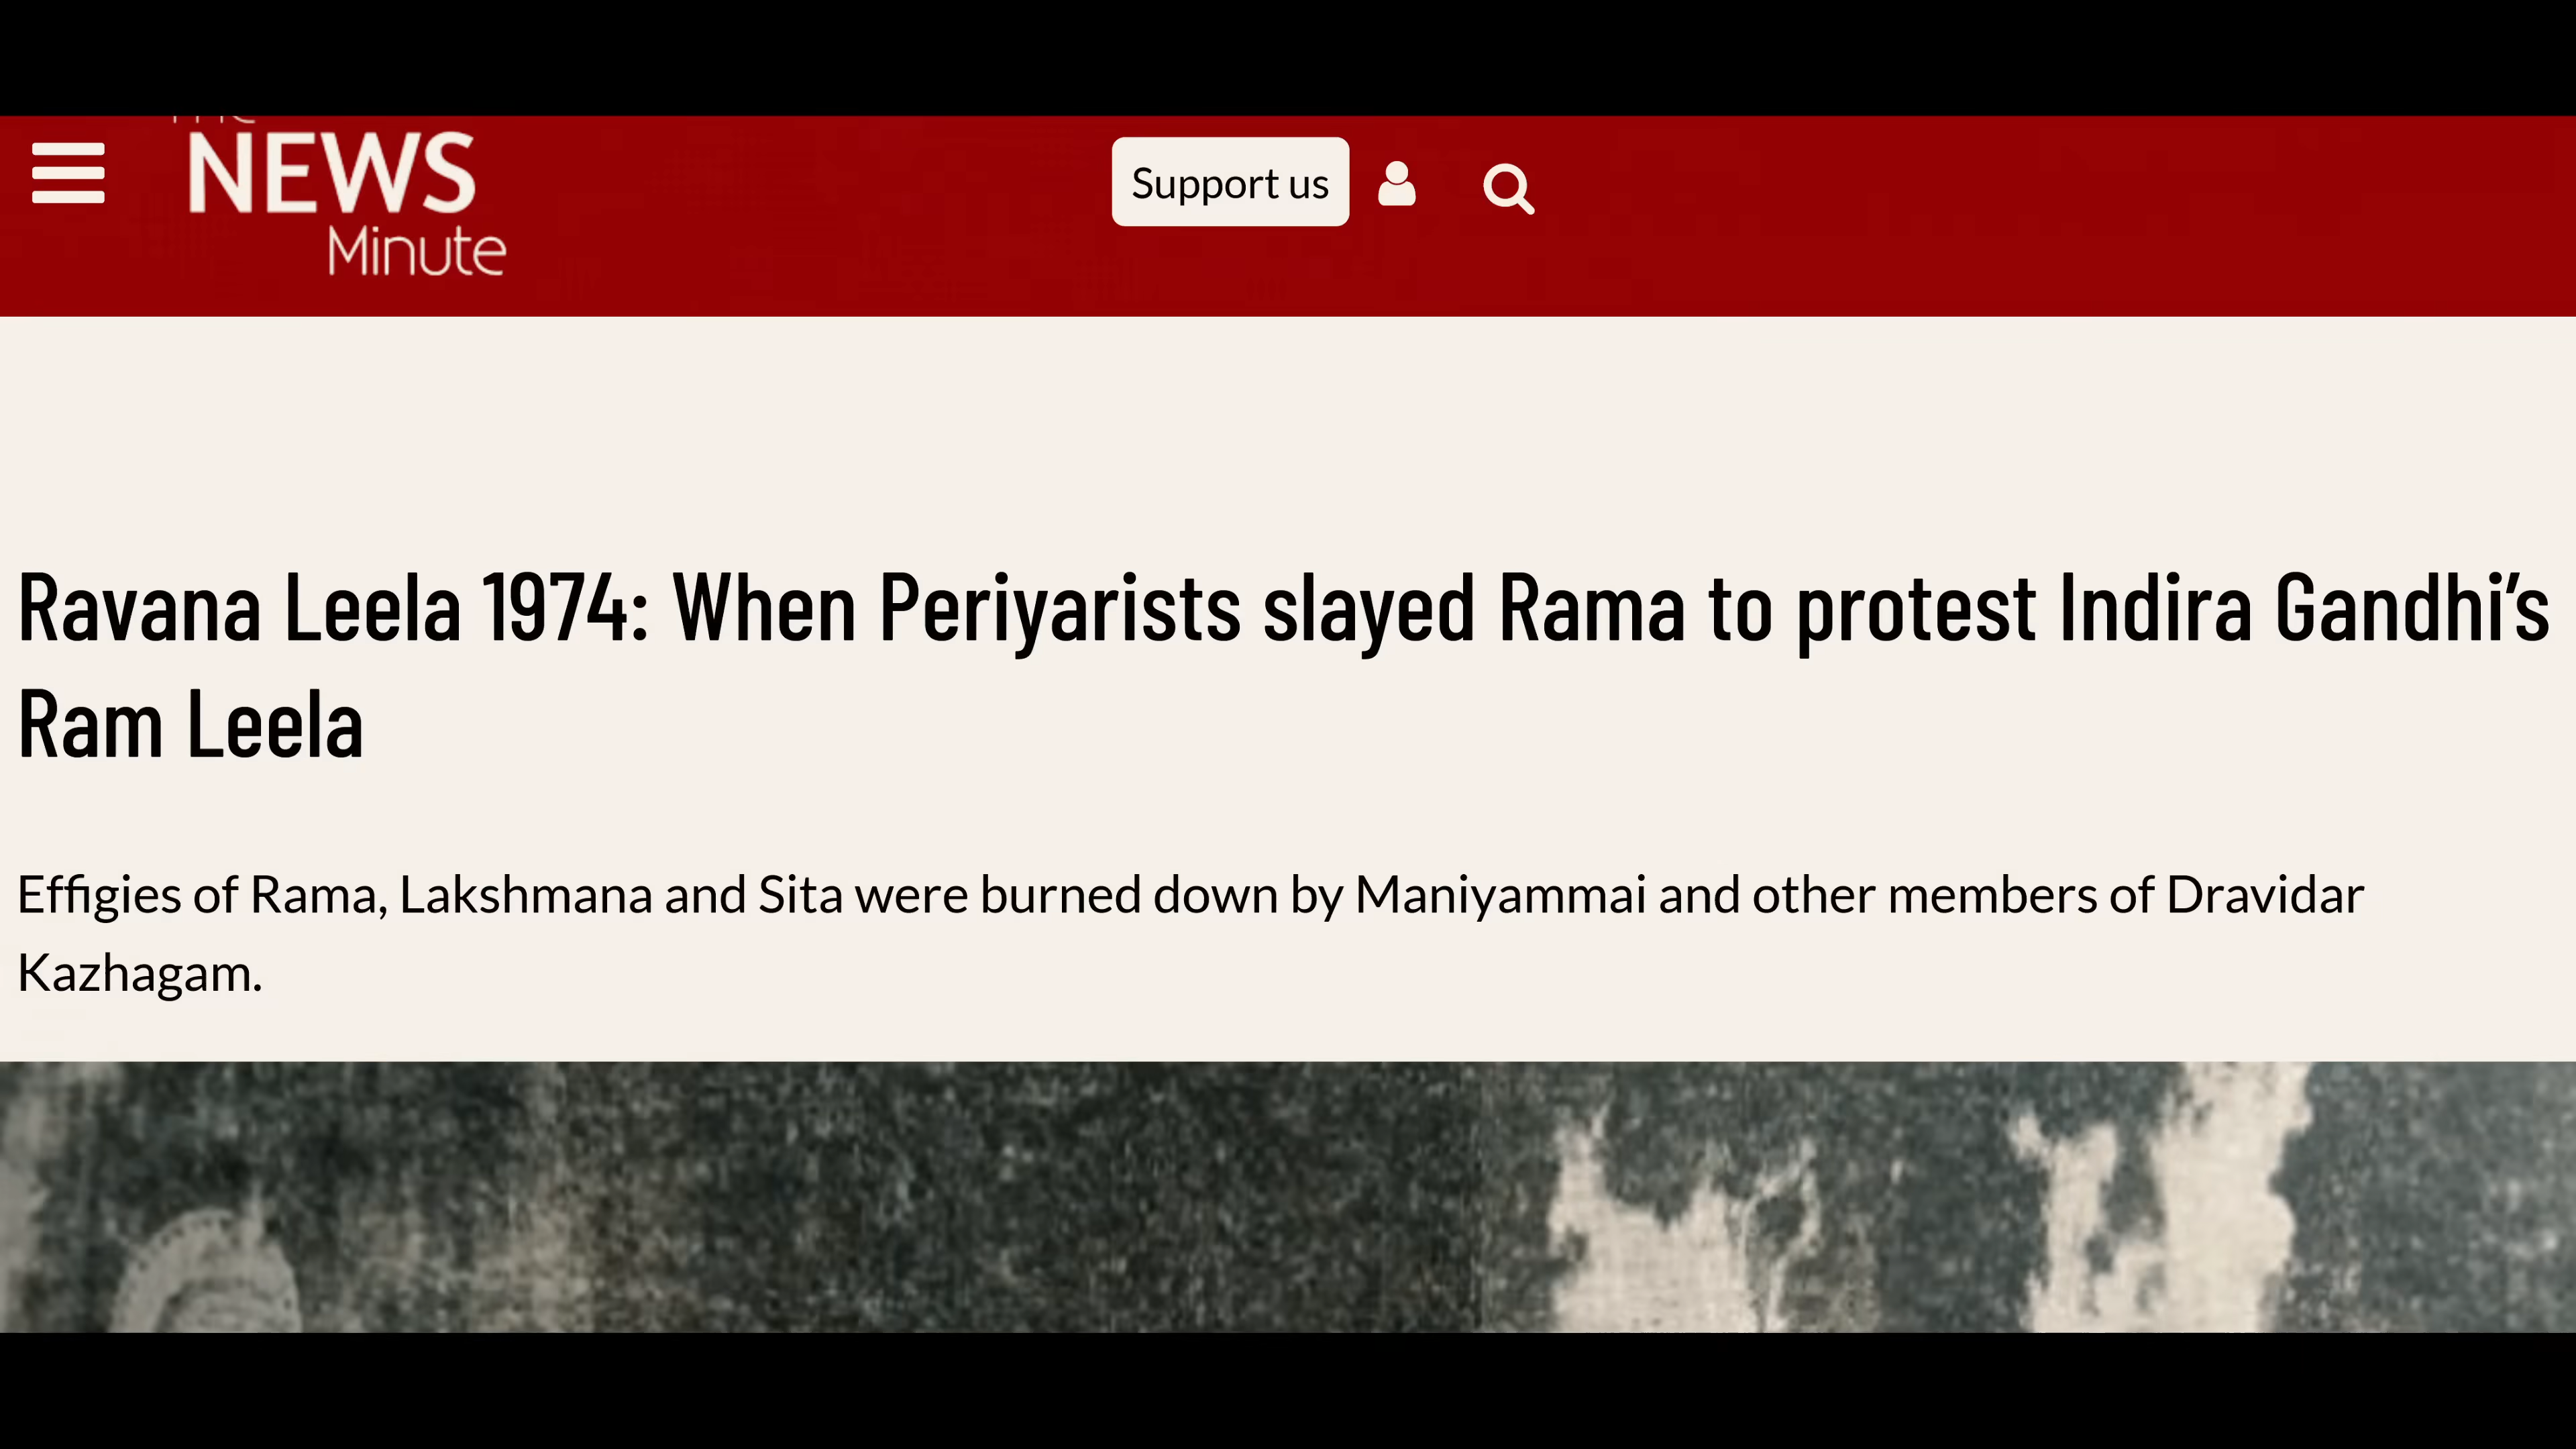 NEWS
Minute
Support us
Ravana Leela 1974: When Periyarists slayed Rama to protest Indira Gandhi’s
Ram Leela
Effigies of Rama, Lakshmana and Sita were burned down by Maniyammai and other members of Dravidar
Kazhagam.